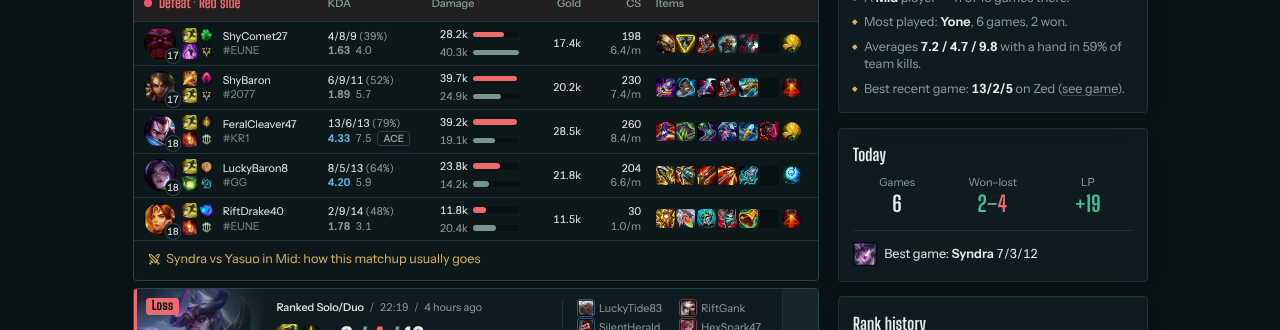 Defeat · Red side KDA Damage Gold CS Items
17 ShyComet27 #EUNE 4/8/9 (39%) 1.63 4.0 28.2k 40.3k 17.4k 198 6.4/m
17 ShyBaron #2077 6/9/11 (52%) 1.89 5.7 39.7k 24.9k 20.2k 230 7.4/m
18 FeralCleaver47 #KR1 13/6/13 (79%) 4.33 7.5 ACE 39.2k 19.1k 28.5k 260 8.4/m
18 LuckyBaron8 #GG 8/5/13 (64%) 4.20 5.9 23.8k 14.2k 21.8k 204 6.6/m
18 RiftDrake40 #EUNE 2/9/14 (48%) 1.78 3.1 11.8k 20.4k 11.5k 30 1.0/m
Syndra vs Yasuo in Mid: how this matchup usually goes
Loss Ranked Solo/Duo / 22:19 / 4 hours ago
LuckyTide83 RiftGank
SilentHerald HexSpark47
Most played: Yone, 6 games, 2 won.
Averages 7.2 / 4.7 / 9.8 with a hand in 59% of
team kills.
Best recent game: 13/2/5 on Zed (see game).
Today
Games Won–lost LP
6 2–4 +19
Best game: Syndra 7/3/12
Rank history